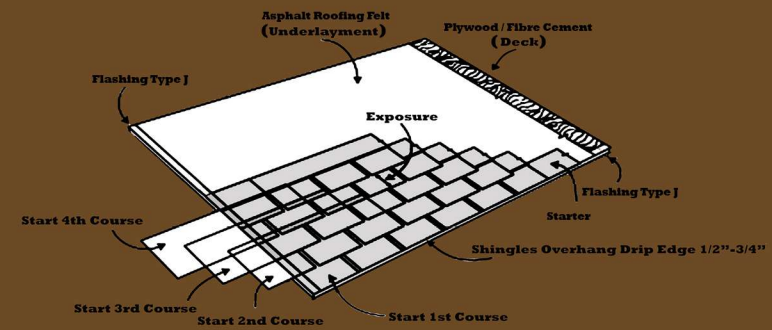 Asphalt Roofing Felt
(Underlayment)
Plywood / Fibre Cement
(Deck)
Flashing Type J
Exposure
Flashing Type J
Starter
Start 4th Course
Shingles Overhang Drip Edge 1/2”-3/4”
Start 3rd Course
Start 2nd Course
Start 1st Course